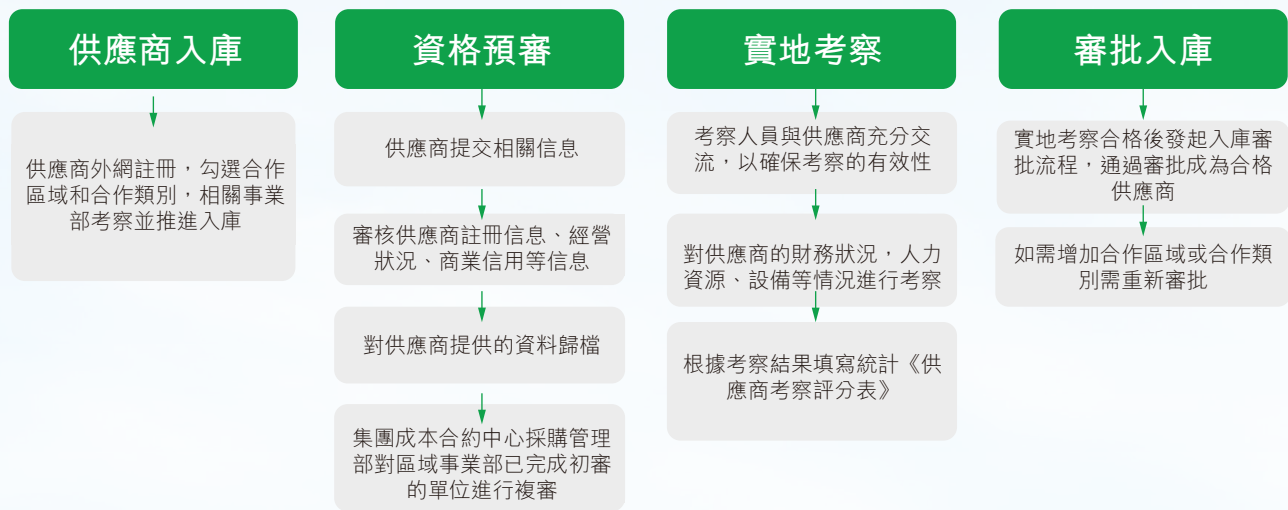 供應商入庫
供應商外網註冊，勾選合作
區域和合作類別，相關事業
部考察並推進入庫
資格預審
供應商提交相關信息
審核供應商註冊信息、經營
狀況、商業信用等信息
對供應商提供的資料歸檔
集團成本合約中心採購管理
部對區域事業部已完成初審
的單位進行複審
實地考察
考察人員與供應商充分交
流，以確保考察的有效性
對供應商的財務狀況，人力
資源、設備等情況進行考察
根據考察結果填寫統計《供
應商考察評分表》
審批入庫
實地考察合格後發起入庫審
批流程，通過審批成為合格
供應商
如需增加合作區域或合作類
別需重新審批